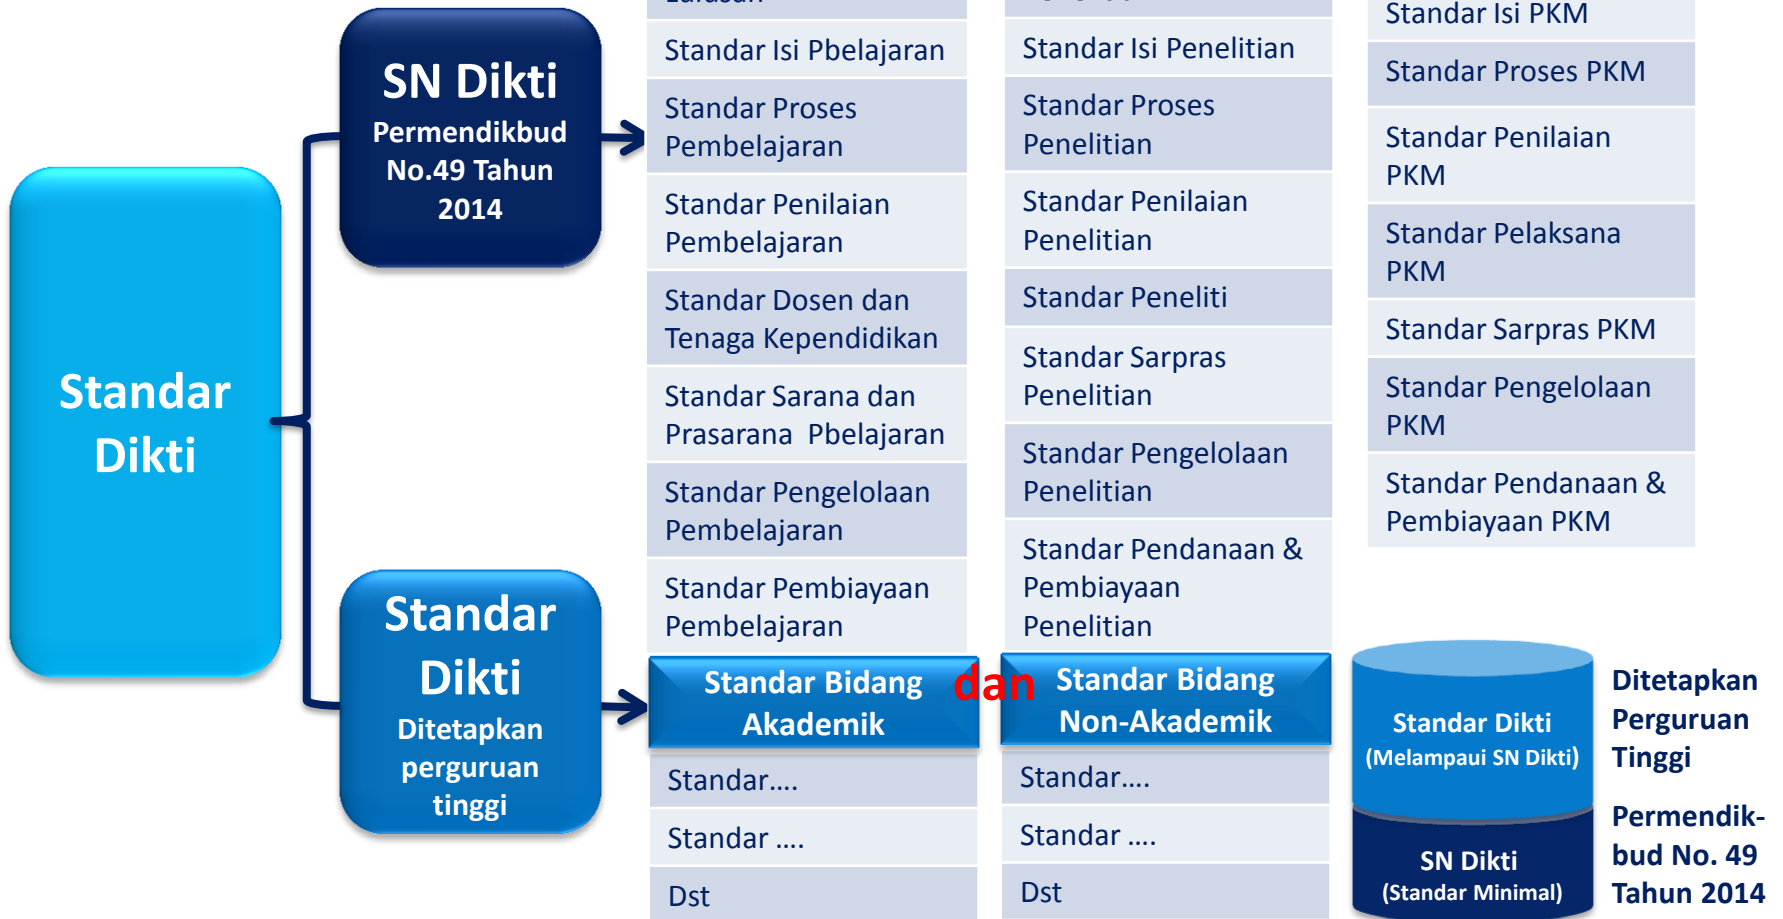 Standar
Dikti
SN Dikti
Permendikbud
No.49 Tahun
2014
Standar
Dikti
Ditetapkan
perguruan
tinggi
Standar Isi Pbelajaran
Standar Proses
Pembelajaran
Standar Penilaian
Pembelajaran
Standar Dosen dan
Tenaga Kependidikan
Standar Sarana dan
Prasarana Pbelajaran
Standar Pengelolaan
Pembelajaran
Standar Pembiayaan
Pembelajaran
Standar Isi Penelitian
Standar Proses
Penelitian
Standar Penilaian
Penelitian
Standar Peneliti
Standar Sarpras
Penelitian
Standar Pengelolaan
Penelitian
Standar Pendanaan &
Pembiayaan
Penelitian
Standar Isi PKM
Standar Proses PKM
Standar Penilaian
PKM
Standar Pelaksana
PKM
Standar Sarpras PKM
Standar Pengelolaan
PKM
Standar Pendanaan &
Pembiayaan PKM
Standar Bidang
Akademik
dan
Standar Bidang
Non-Akademik
Standar....
Standar ....
Dst
Standar....
Standar ....
Dst
Standar Dikti
(Melampaui SN Dikti)
SN Dikti
(Standar Minimal)
Ditetapkan
Perguruan
Tinggi
Permendik-
bud No. 49
Tahun 2014